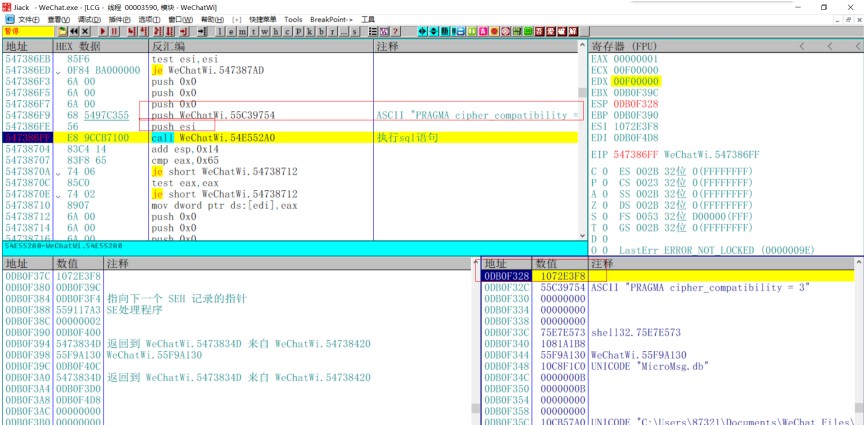 Jiack - WeChat.exe - [LCG - 线程 00003590, 模块 - WeChatWi]
文件(F) 查看(V) 调试(D) 插件(P) 选项(T) 窗口(W) 帮助(H) [+] 快捷菜单 Tools BreakPoint-> 工具
暂停 l e m t w h c P k b r ... s
地址 HEX 数据 反汇编 注释
547386EB 85F6 test esi,esi
547386ED 0F84 BA000000 je WeChatWi.547387AD
547386F3 6A 00 push 0x0
547386F5 6A 00 push 0x0
547386F7 6A 00 push 0x0
547386F9 68 5497C355 push WeChatWi.55C39754 ASCII "PRAGMA cipher_compatibility =
547386FE 56 push esi
547386FF E8 9CCB7100 call WeChatWi.54E552A0 执行sql语句
54738704 83C4 14 add esp,0x14
54738707 83F8 65 cmp eax,0x65
5473870A 74 06 je short WeChatWi.54738712
5473870C 85C0 test eax,eax
5473870E 74 02 je short WeChatWi.54738712
54738710 8907 mov dword ptr ds:[edi],eax
54738712 6A 00 push 0x0
54738714 6A 00 push 0x0
54738716 6A 00 push 0x0
54E552A0=WeChatWi.54E552A0
寄存器 (FPU)
EAX 00000001
ECX 00F00000
EDX 00F00000
EBX 0DB0F39C
ESP 0DB0F328
EBP 0DB0F390
ESI 1072E3F8
EDI 0DB0F4D8
EIP 547386FF WeChatWi.547386FF
C 0 ES 002B 32位 0(FFFFFFFF)
P 0 CS 0023 32位 0(FFFFFFFF)
A 0 SS 002B 32位 0(FFFFFFFF)
Z 0 DS 002B 32位 0(FFFFFFFF)
S 0 FS 0053 32位 D00000(FFF)
T 0 GS 002B 32位 0(FFFFFFFF)
D 0
O 0 LastErr ERROR_NOT_LOCKED (0000009E)
地址 数值 注释
0DB0F37C 1072E3F8
0DB0F380 0DB0F39C
0DB0F384 0DB0F3F4 指向下一个 SEH 记录的指针
0DB0F388 559117A3 SE处理程序
0DB0F38C 00000002
0DB0F390 0DB0F400
0DB0F394 5473834D 返回到 WeChatWi.5473834D 来自 WeChatWi.54738420
0DB0F398 55F9A130 WeChatWi.55F9A130
0DB0F39C 0DB0F40C
0DB0F3A0 5473834D 返回到 WeChatWi.5473834D 来自 WeChatWi.54738420
0DB0F3A4 0DB0F3D0
0DB0F3A8 0DB0F4D8
0DB0F3AC 00000000
0DB0F3B0 00000000
地址 数值 注释
0DB0F328 1072E3F8
0DB0F32C 55C39754 ASCII "PRAGMA cipher_compatibility = 3"
0DB0F330 00000000
0DB0F334 00000000
0DB0F338 00000000
0DB0F33C 75E7E573 shell32.75E7E573
0DB0F340 1081A1B8
0DB0F344 55F9A130 WeChatWi.55F9A130
0DB0F348 10C8F1C0 UNICODE "MicroMsg.db"
0DB0F34C 0000000B
0DB0F350 0000000B
0DB0F354 00000000
0DB0F358 00000000
0DB0F35C 10CB57A0 UNICODE "C:\Users\87321\Documents\WeChat Files\